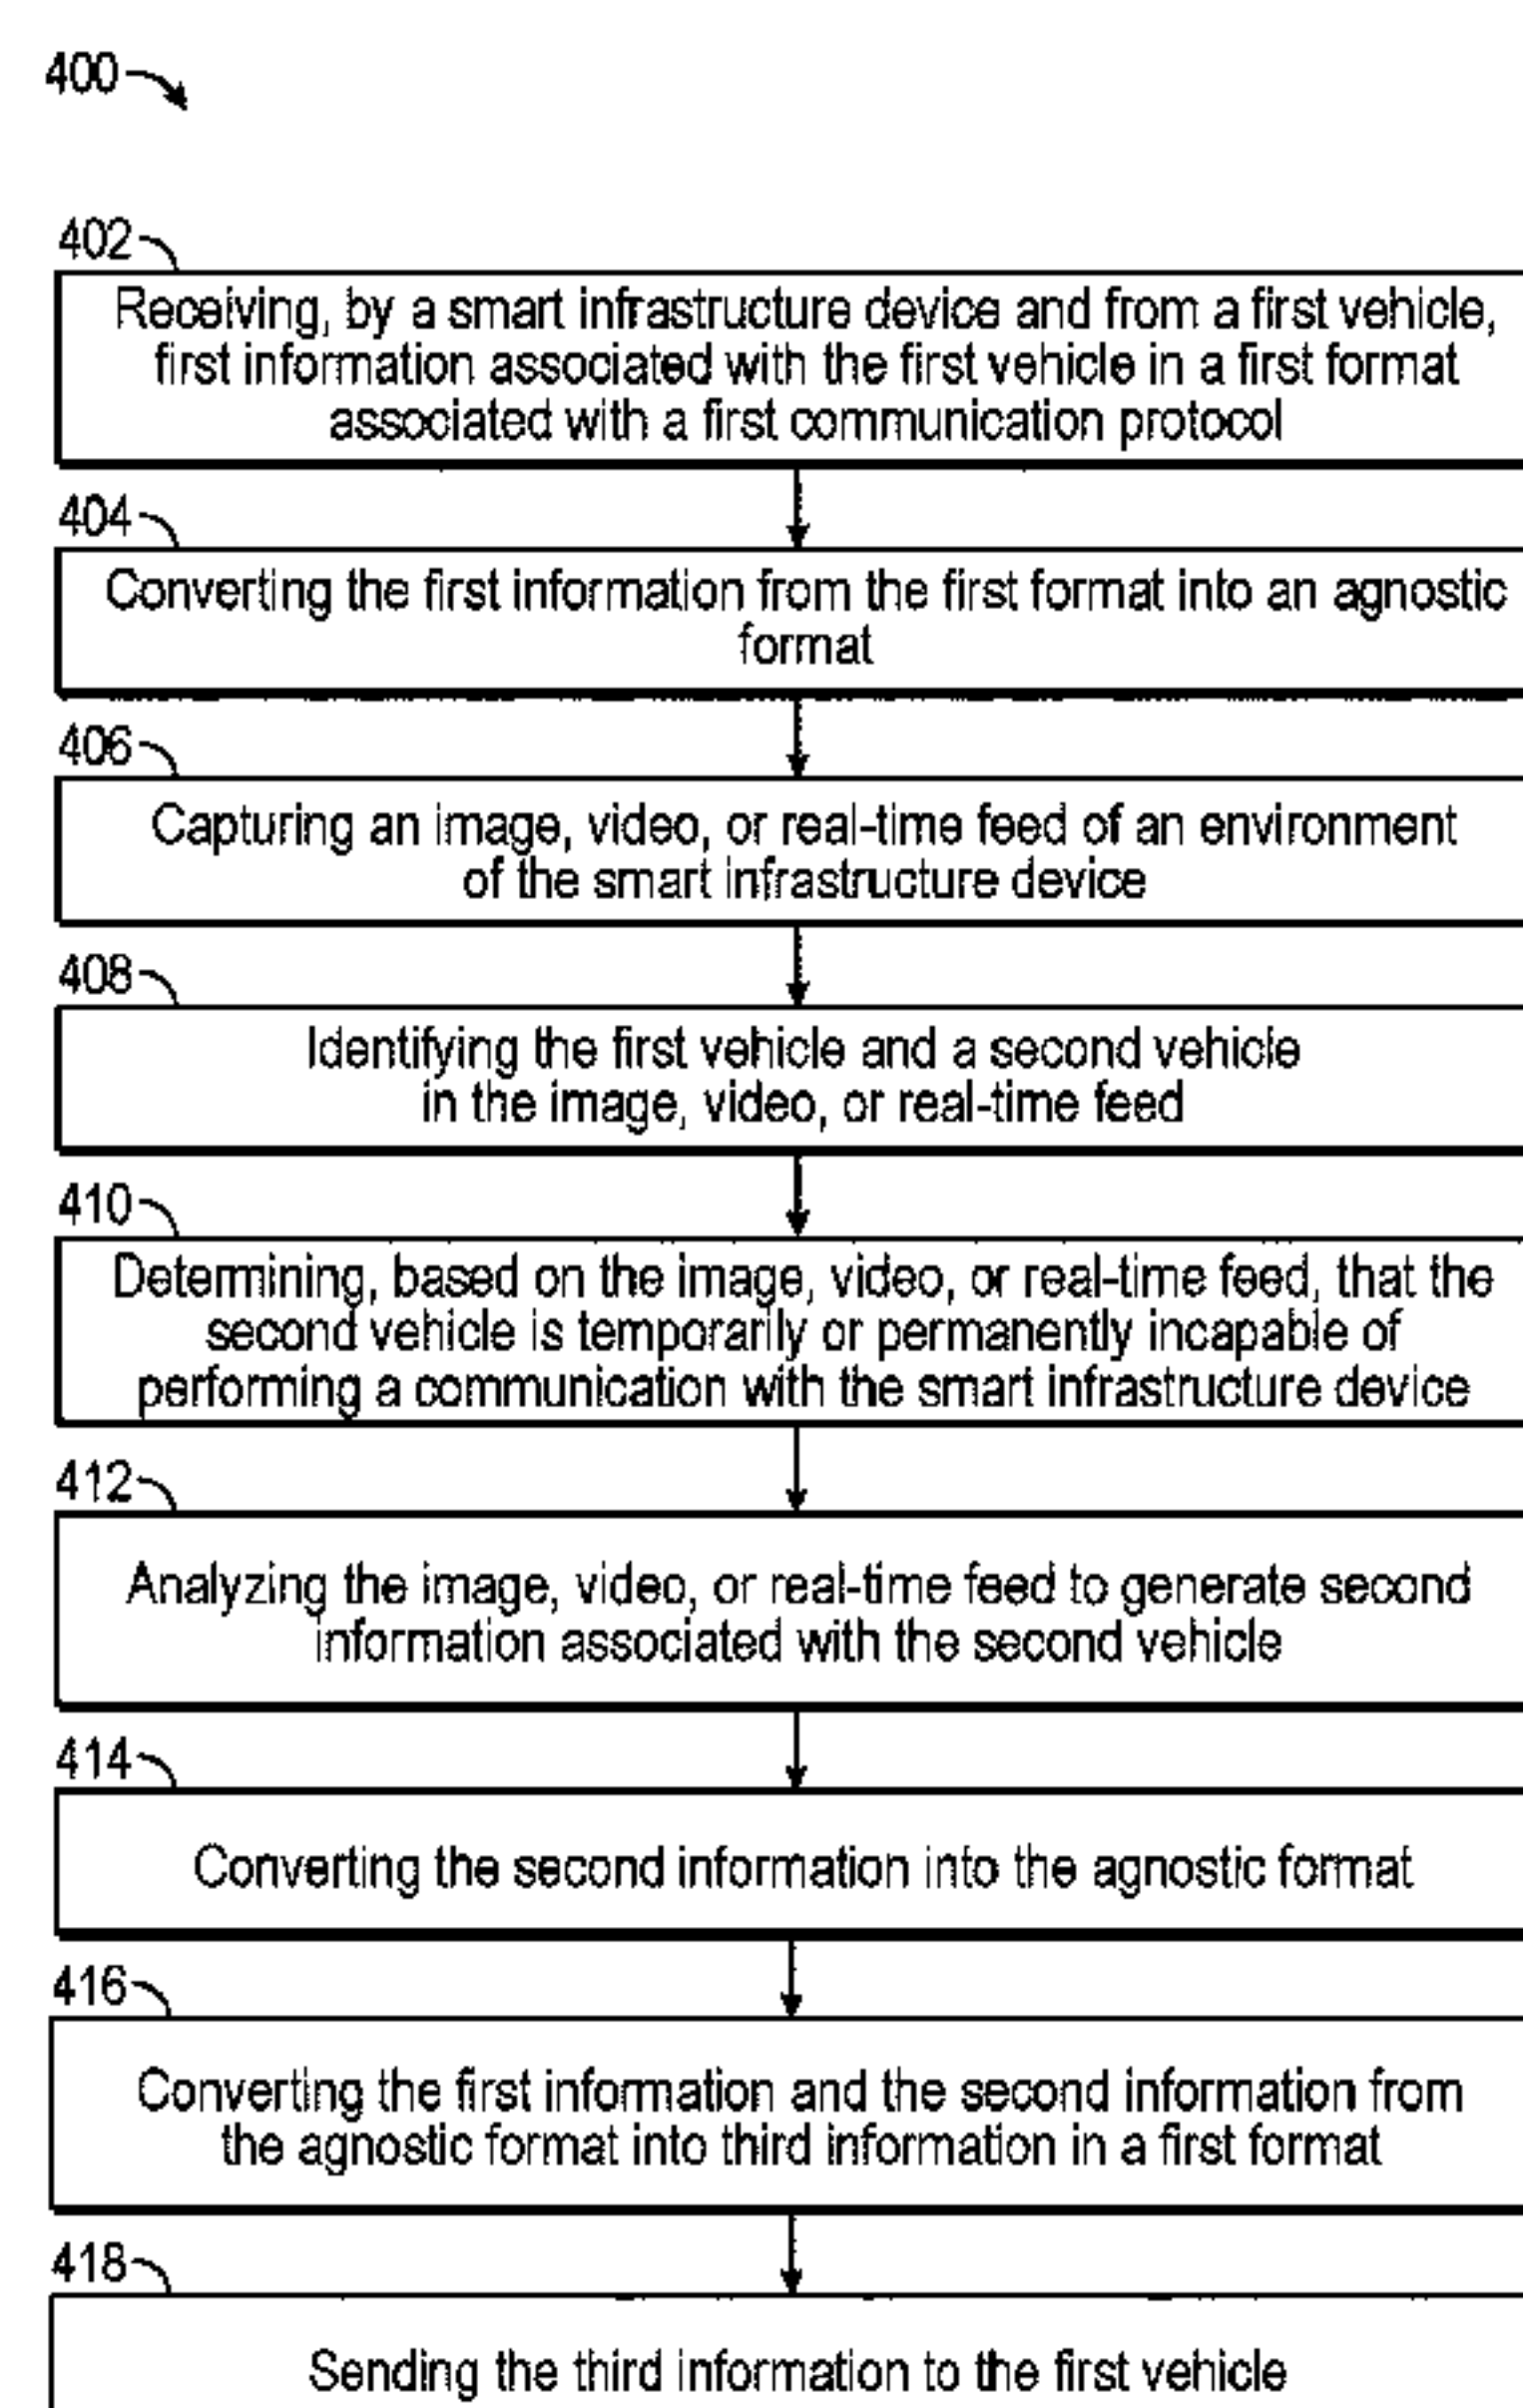 400
402
Receiving, by a smart infrastructure device and from a first vehicle,
first information associated with the first vehicle in a first format
associated with a first communication protocol
404
Converting the first information from the first format into an agnostic
format
406
Capturing an image, video, or real-time feed of an environment
of the smart infrastructure device
408
Identifying the first vehicle and a second vehicle
in the image, video, or real-time feed
410
Determining, based on the image, video, or real-time feed, that the
second vehicle is temporarily or permanently incapable of
performing a communication with the smart infrastructure device
412
Analyzing the image, video, or real-time feed to generate second
information associated with the second vehicle
414
Converting the second information into the agnostic format
416
Converting the first information and the second information from
the agnostic format into third information in a first format
418
Sending the third information to the first vehicle